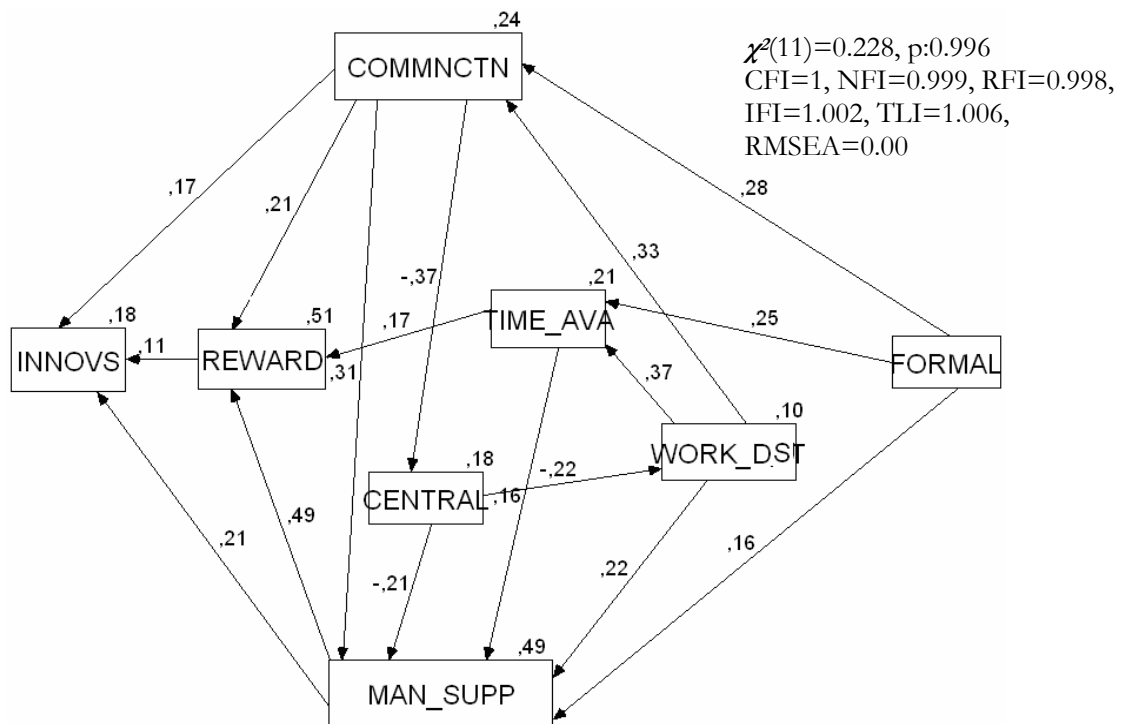 ,24
COMMNCTN
χ²(11)=0.228, p:0.996
CFI=1, NFI=0.999, RFI=0.998,
IFI=1.002, TLI=1.006,
RMSEA=0.00
,17
,21
,28
-,37
,33
,21
TIME_AVA
,18
INNOVS
,11
,51
REWARD
,17
,31
,25
FORMAL
,37
,10
WORK_DST
,18
CENTRAL
-,22
,16
,49
,21
-,21
,22
,16
,49
MAN_SUPP